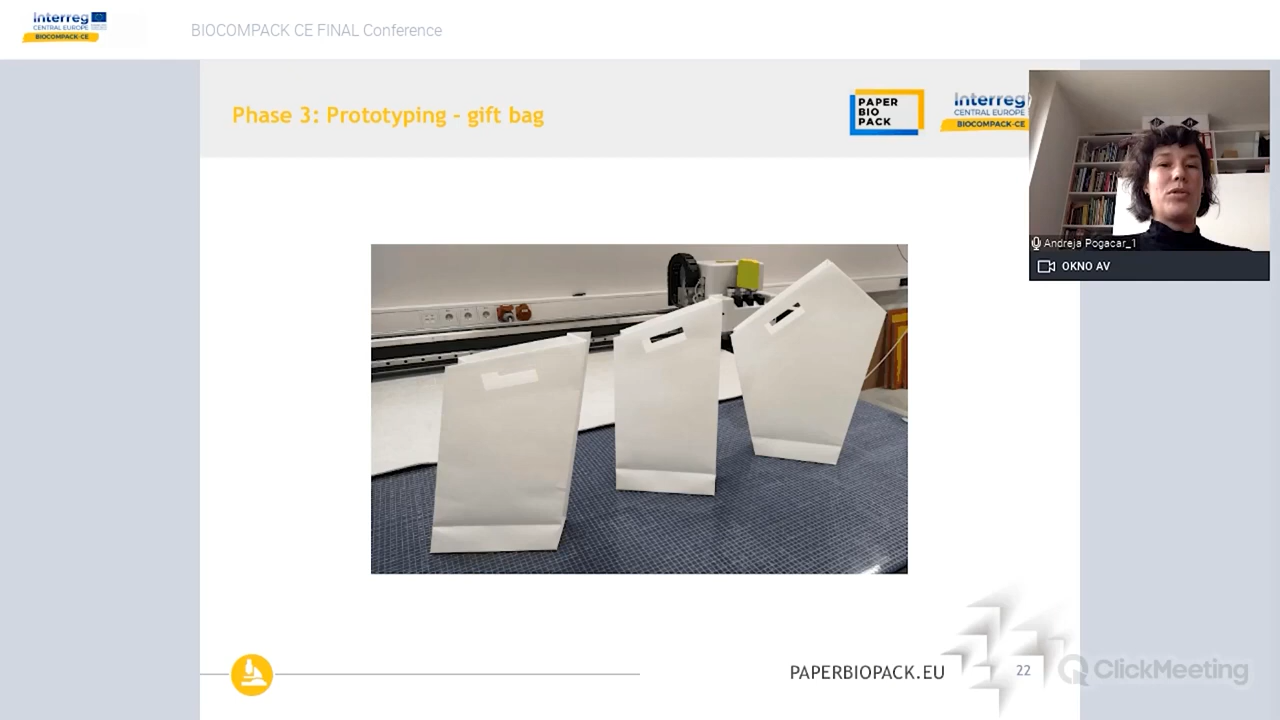 Interreg
CENTRAL EUROPE
BIOCOMPACK-CE
BIOCOMPACK CE FINAL Conference
Phase 3: Prototyping - gift bag
PAPER
BIO
PACK
Interreg
CENTRAL EUROPE
BIOCOMPACK-CE
Andreja Pogacar_1
OKNO AV
PAPERBIOPACK.EU
22
ClickMeeting